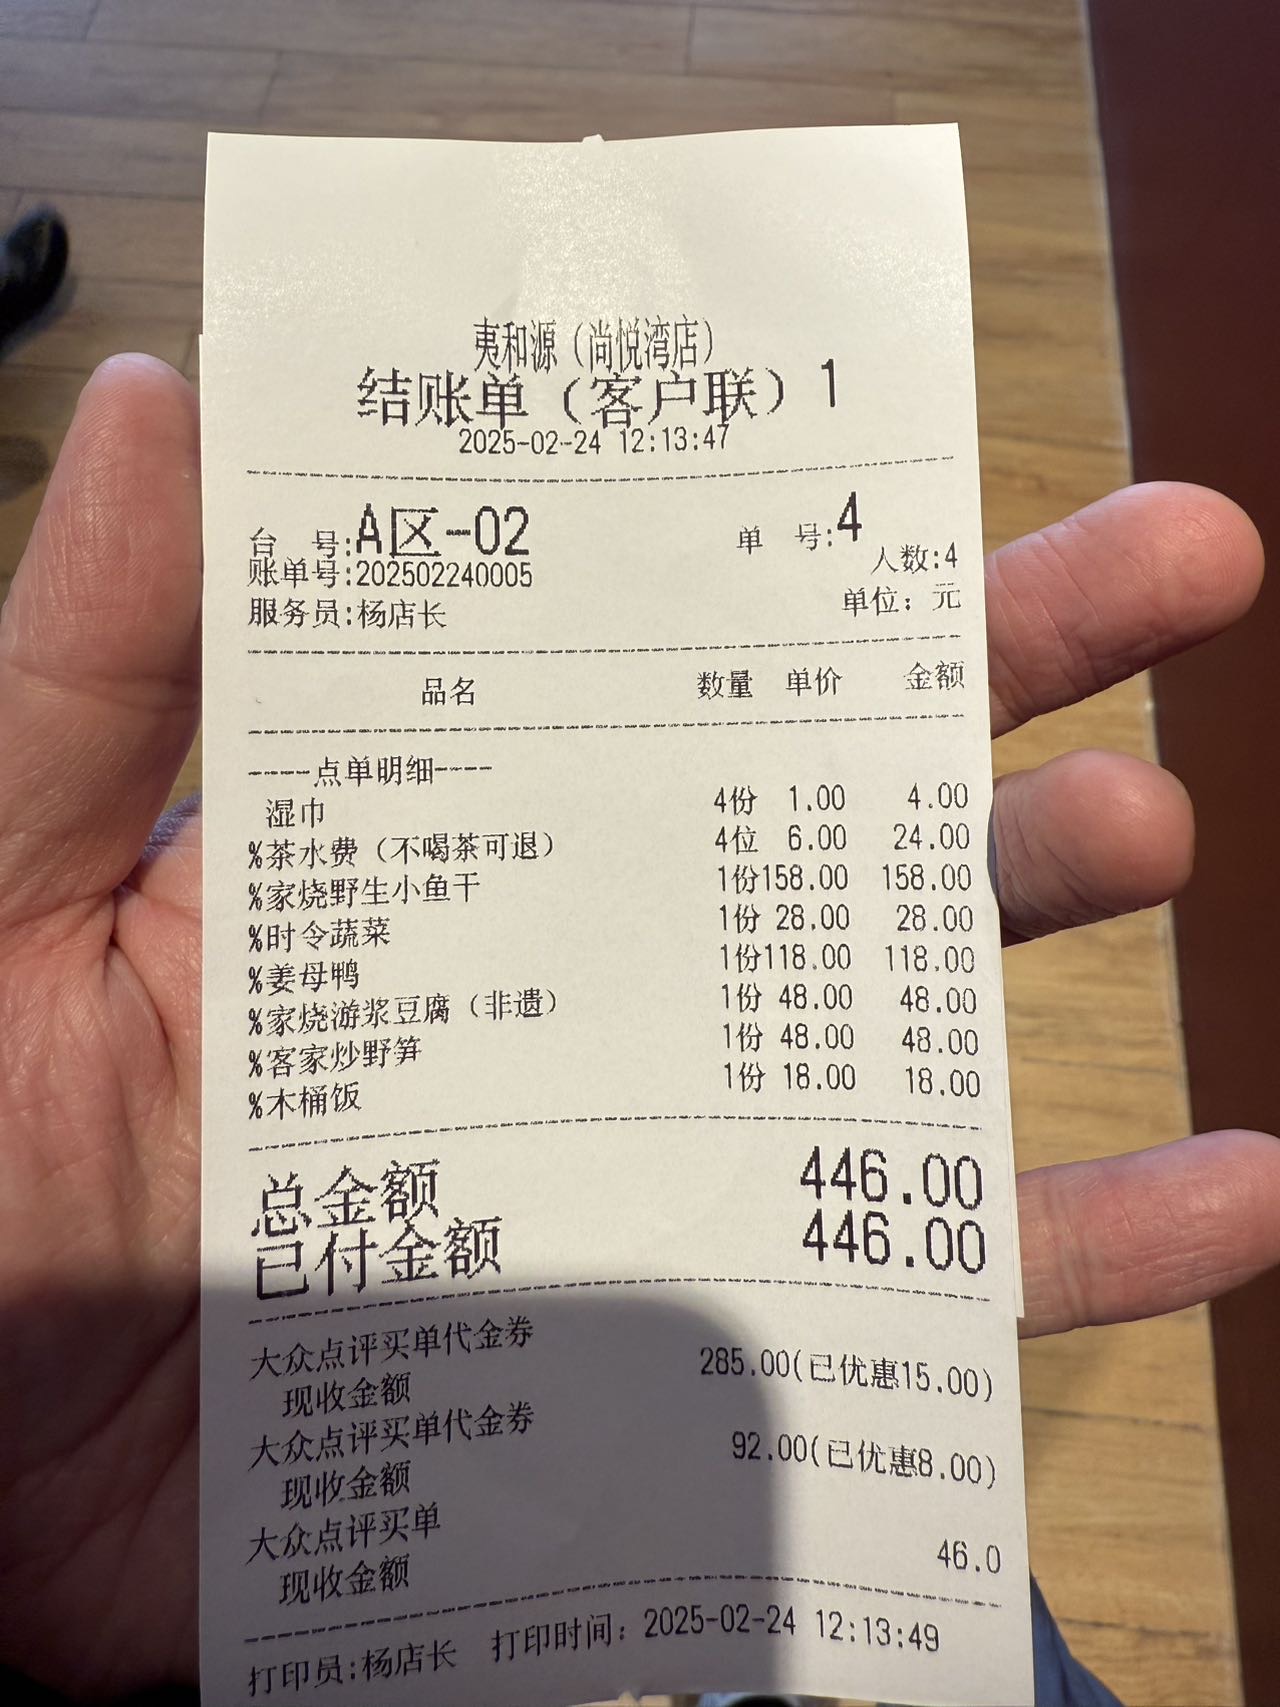 夷和源（尚悦湾店）
结账单（客户联）1
2025-02-24 12:13:47
台 号:A区-02 单 号:4
人数:4
账单号:202502240005
服务员:杨店长 单位：元
品名 数量 单价 金额
----点单明细----
湿巾 4份 1.00 4.00
%茶水费（不喝茶可退） 4位 6.00 24.00
%家烧野生小鱼干 1份158.00 158.00
%时令蔬菜 1份 28.00 28.00
%姜母鸭 1份118.00 118.00
%家烧游浆豆腐（非遗） 1份 48.00 48.00
%客家炒野笋 1份 48.00 48.00
%木桶饭 1份 18.00 18.00
总金额 446.00
已付金额 446.00
大众点评买单代金券
现收金额 285.00(已优惠15.00)
大众点评买单代金券
现收金额 92.00(已优惠8.00)
大众点评买单
现收金额 46.0
打印员:杨店长 打印时间：2025-02-24 12:13:49